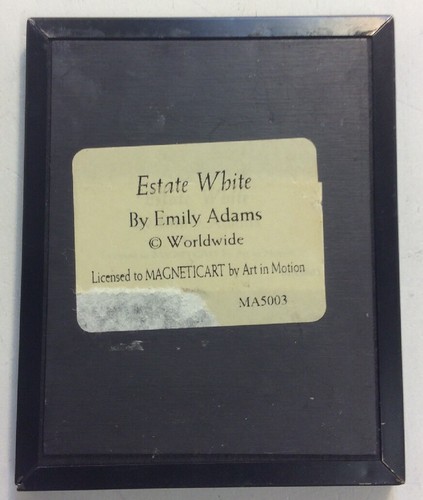 Estate White
By Emily Adams
© Worldwide
Licensed to MAGNETICART by Art in Motion
MA5003